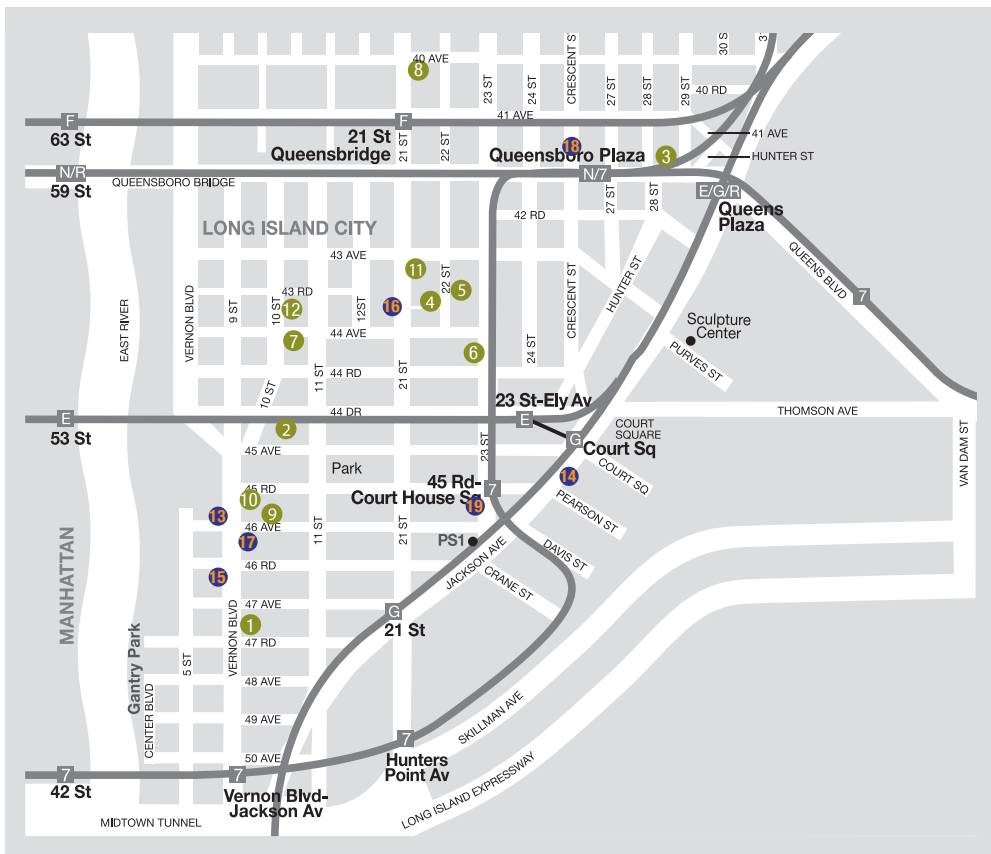 40 AVE
8
30 S
40 RD
23 ST
24 ST
CRESCENT S
27 ST
28 ST
29 ST
F
63 St
21 St
Queensbridge
F
41 AVE
21 ST
22 ST
18
Queensboro Plaza
3
41 AVE
HUNTER ST
N/R
59 St
QUEENSBORO BRIDGE
N/7
E/G/R
Queens
Plaza
27 ST
28 ST
42 RD
LONG ISLAND CITY
43 AVE
QUEENS BLVD
7
11
22 ST
5
4
16
43 RD
12
12ST
10 ST
9 ST
VERNON BLVD
EAST RIVER
CRESCENT ST
HUNTER ST
Sculpture
Center
PURVES ST
44 AVE
7
6
24 ST
44 RD
11 ST
21 ST
10 ST
23 St-Ely Av
44 DR
E
53 St
E
2
THOMSON AVE
COURT
SQUARE
G
Court Sq
VAN DAM ST
45 AVE
23 ST
Park
COURT SQ
45 Rd-
Court House Sq
7
14
PEARSON ST
45 RD
10
9
13
46 AVE
17
19
11 ST
21 ST
PS1
JACKSON AVE
DAVIS ST
CRANE ST
46 RD
15
MANHATTAN
Gantry Park
47 AVE
1
VERNON BLVD
G
21 St
47 RD
5 ST
48 AVE
CENTER BLVD
49 AVE
SKILLMAN AVE
50 AVE
7
Hunters
Point Av
7
42 St
7
Vernon Blvd-
Jackson Av
LONG ISLAND EXPRESSWAY
MIDTOWN TUNNEL